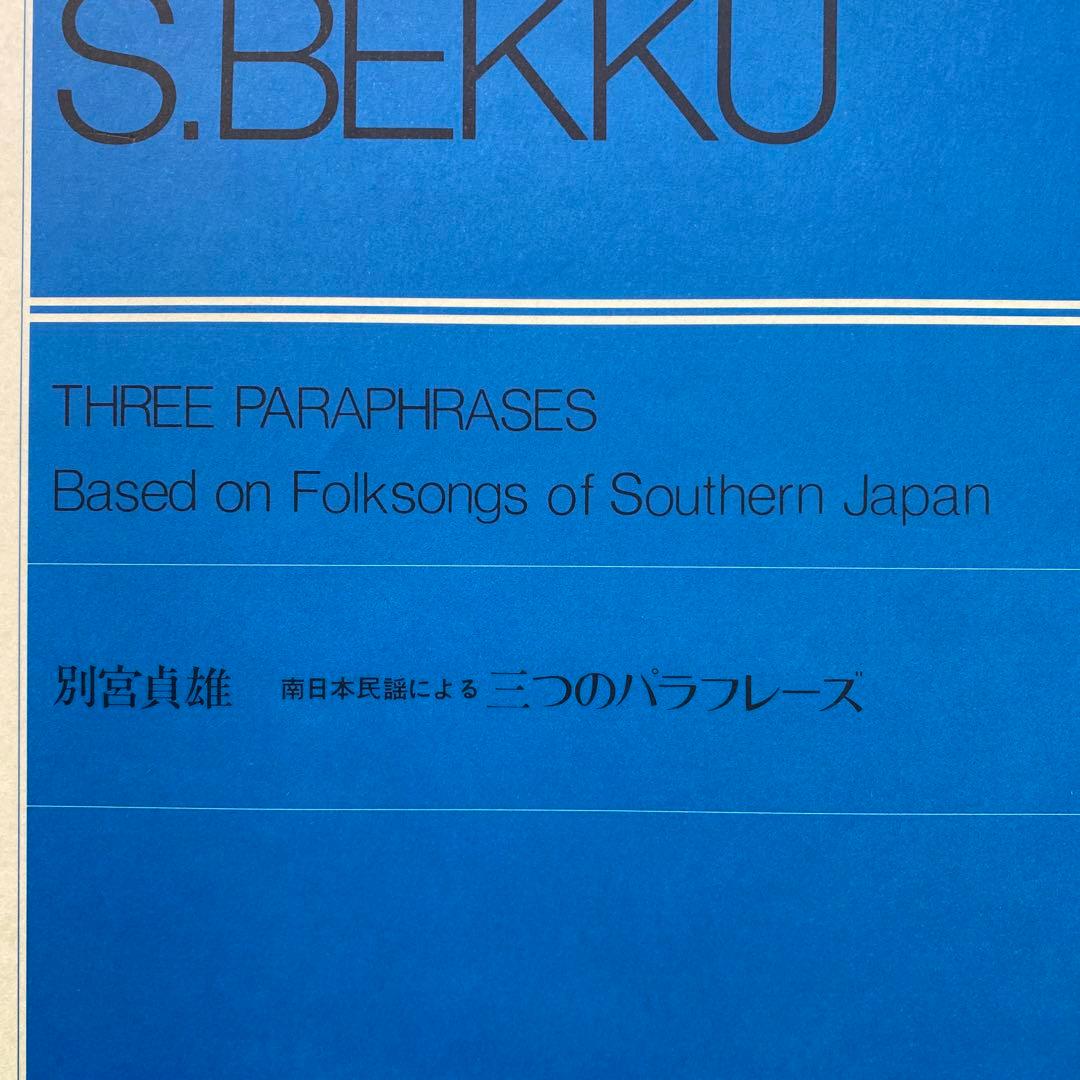 S.BEKKU
THREE PARAPHRASES
Based on Folksongs of Southern Japan
別宮貞雄 南日本民謡による 三つのパラフレーズ